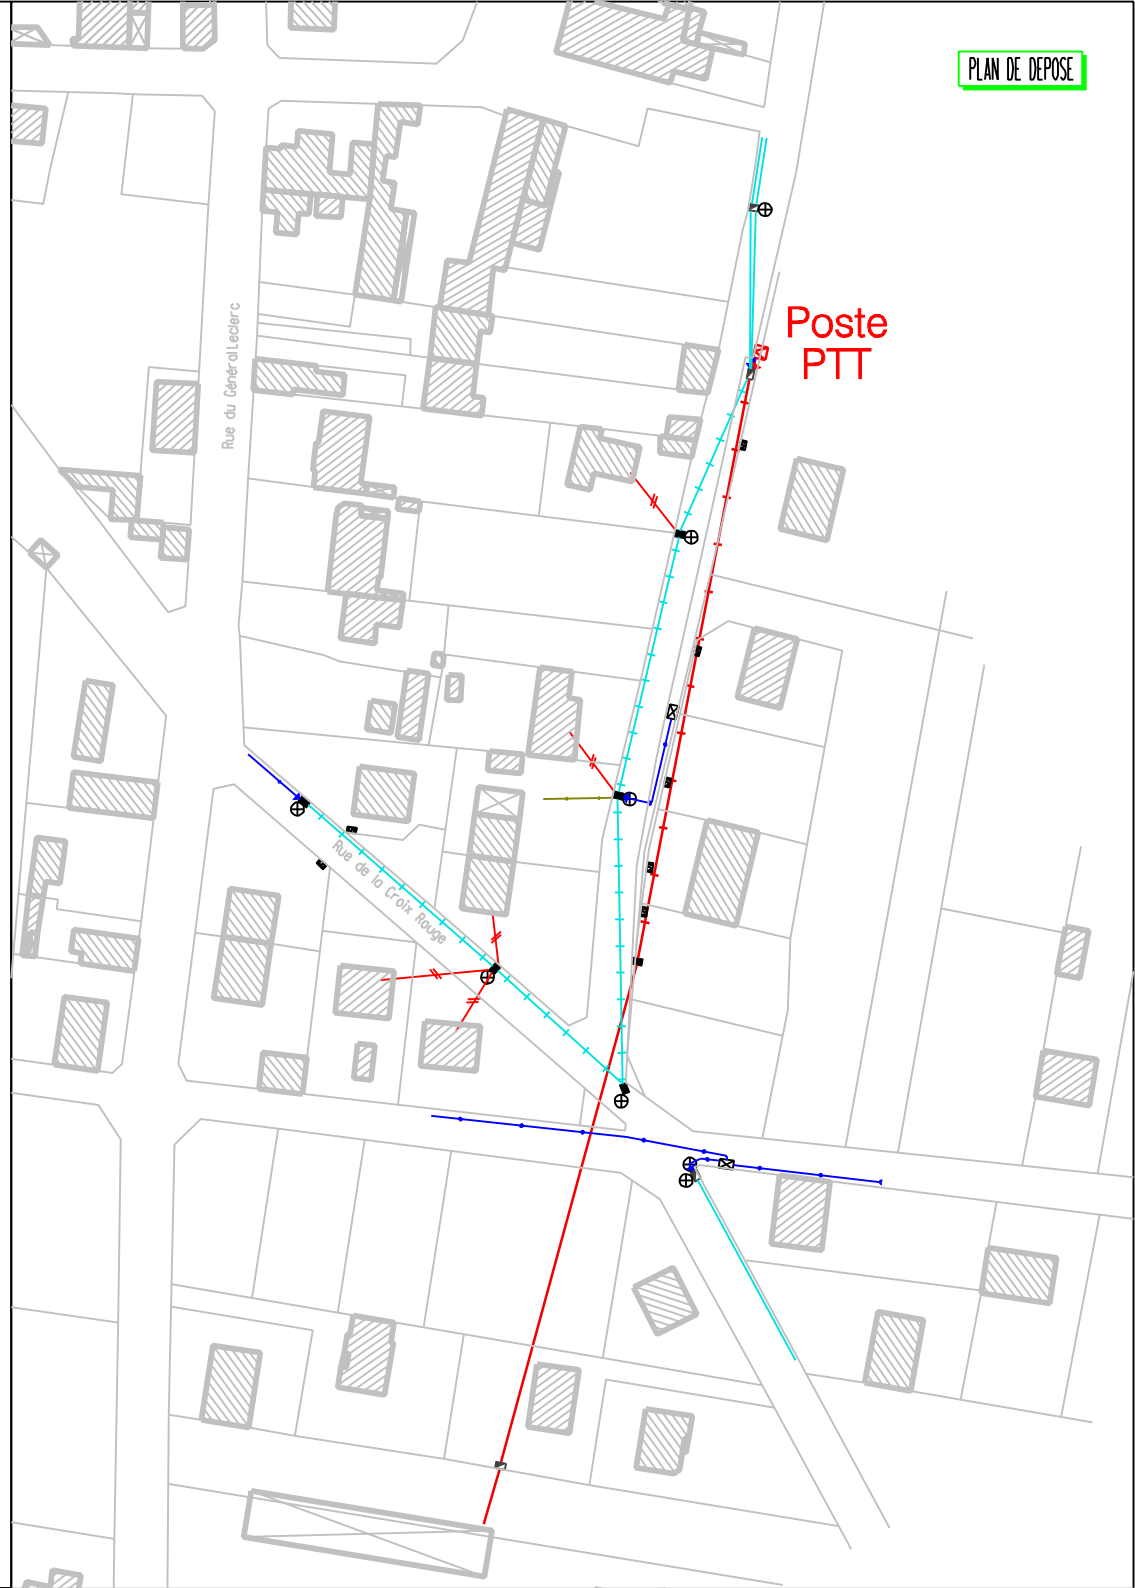 PLAN DE DEPOSE
Poste
PTT
Rue du Général Leclerc
Rue de la Croix Rouge